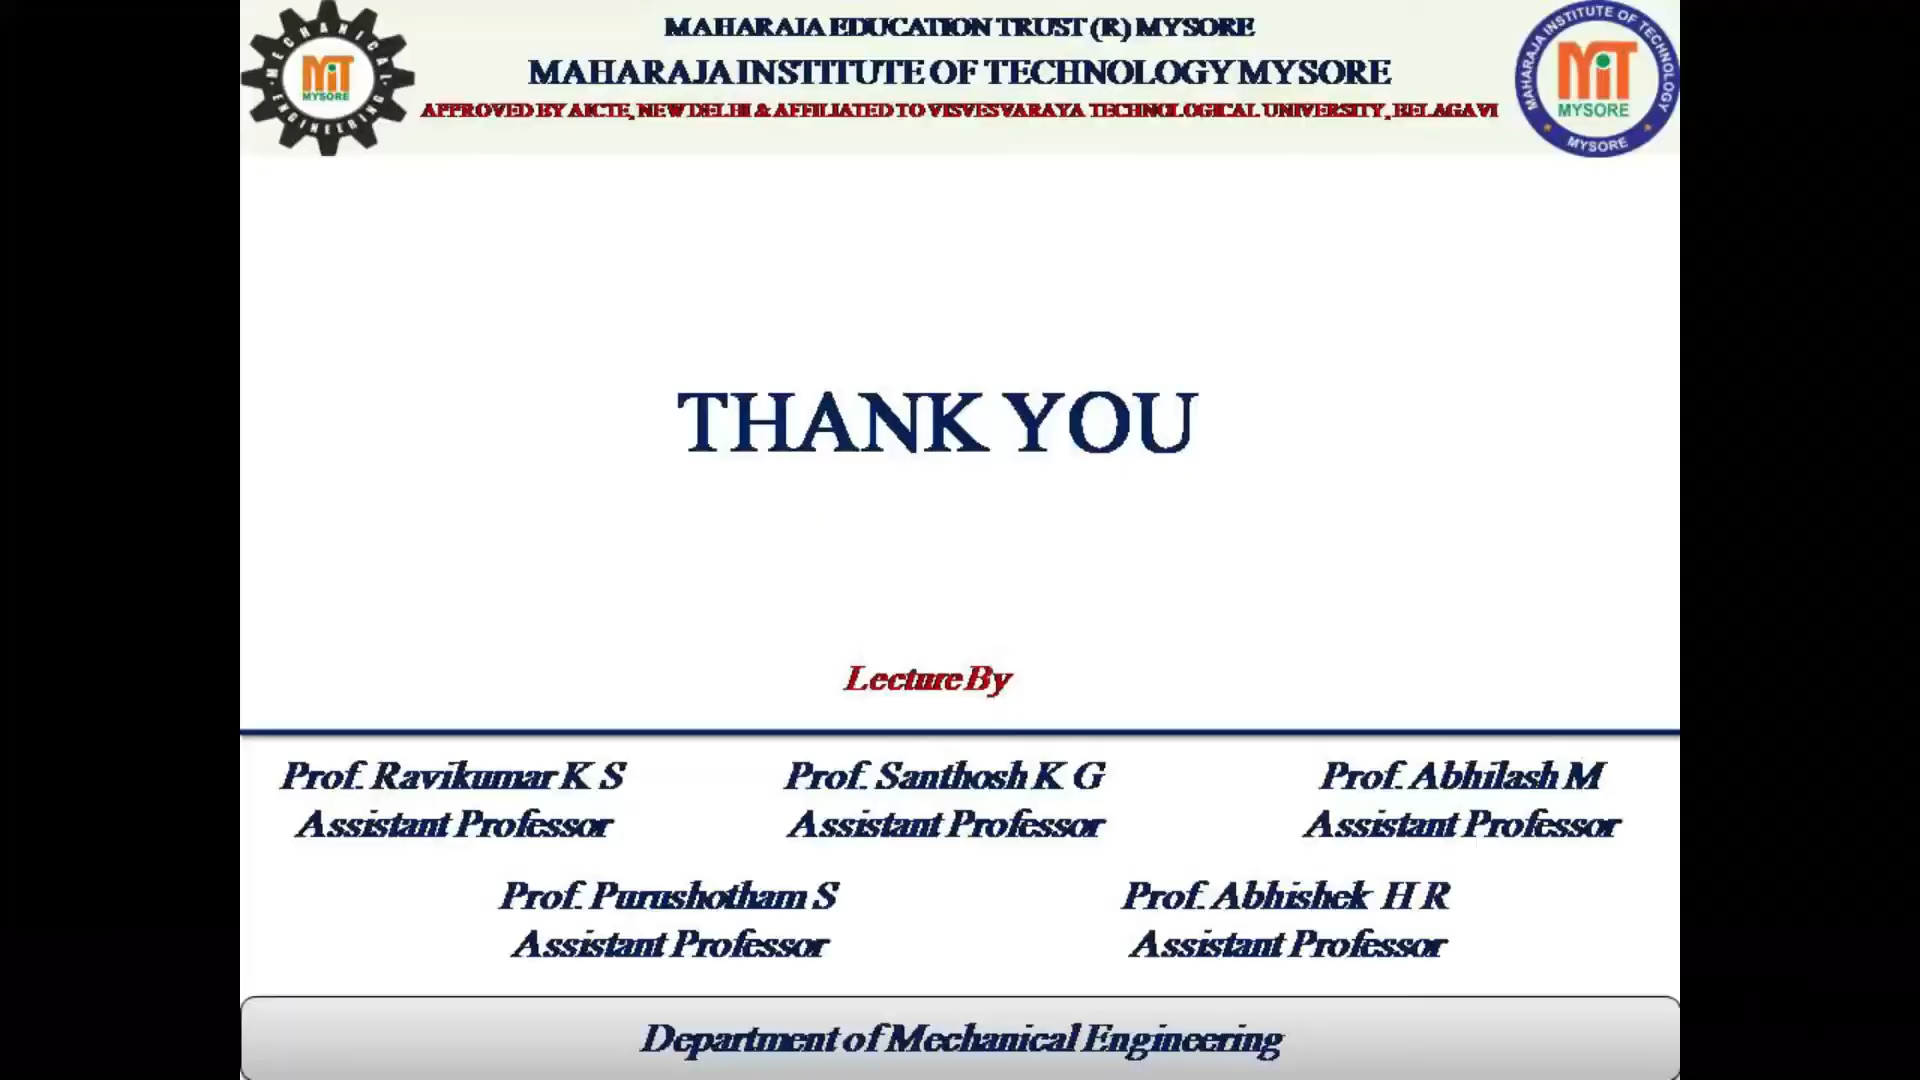 MAHARAJA EDUCATION TRUST (R) MYSORE
MAHARAJA INSTITUTE OF TECHNOLOGY MYSORE
APPROVED BY AICTE, NEW DELHI & AFFILIATED TO VISVESVARAYA TECHNOLOGICAL UNIVERSITY, BELAGAVI
MECHANICAL
MiT
MYSORE
ENGINEERING
MAHARAJA INSTITUTE OF TECHNOLOGY
MiT
MYSORE
MYSORE
THANK YOU
Lecture By
Prof. Ravikumar K S
Assistant Professor
Prof. Santhosh K G
Assistant Professor
Prof. Abhilash M
Assistant Professor
Prof. Purushotham S
Assistant Professor
Prof. Abhishek H R
Assistant Professor
Department of Mechanical Engineering